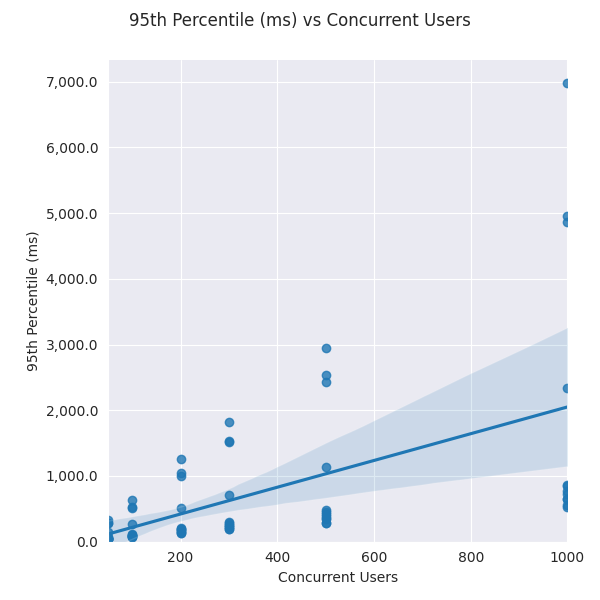 95th Percentile (ms) vs Concurrent Users
7,000.0
6,000.0
5,000.0
4,000.0
3,000.0
2,000.0
1,000.0
0.0
95th Percentile (ms)
200 400 600 800 1000
Concurrent Users